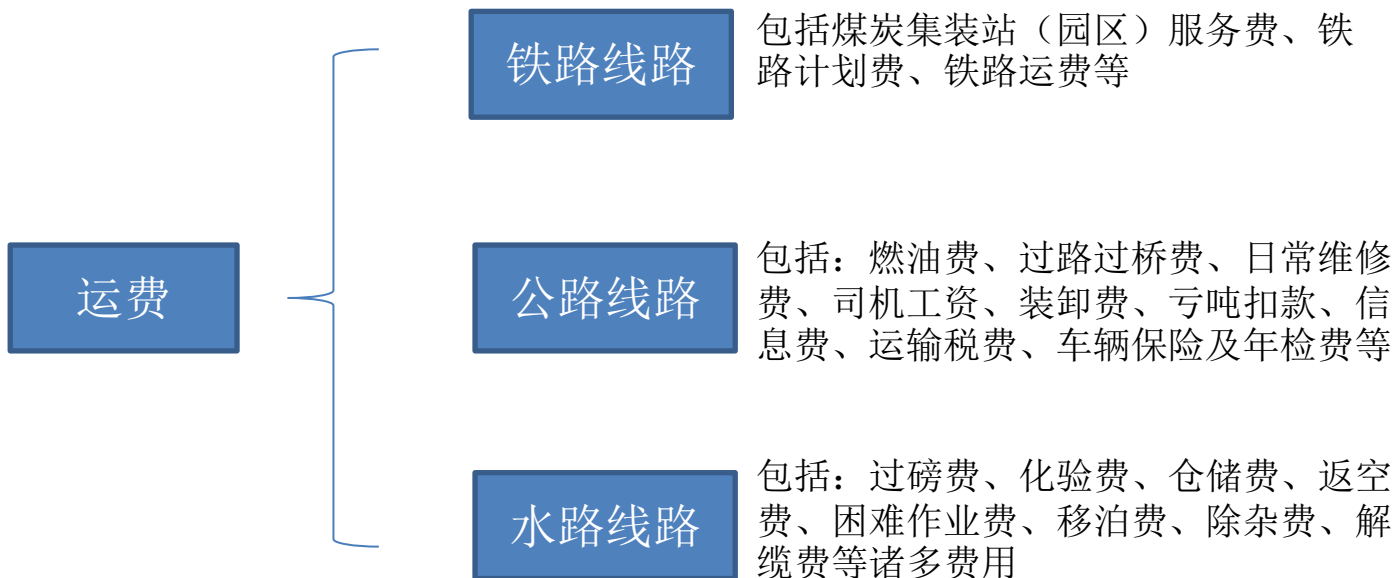 铁路线路
包括煤炭集装站（园区）服务费、铁
路计划费、铁路运费等
运费
公路线路
包括：燃油费、过路过桥费、日常维修
费、司机工资、装卸费、亏吨扣款、信
息费、运输税费、车辆保险及年检费等
水路线路
包括：过磅费、化验费、仓储费、返空
费、困难作业费、移泊费、除杂费、解
缆费等诸多费用